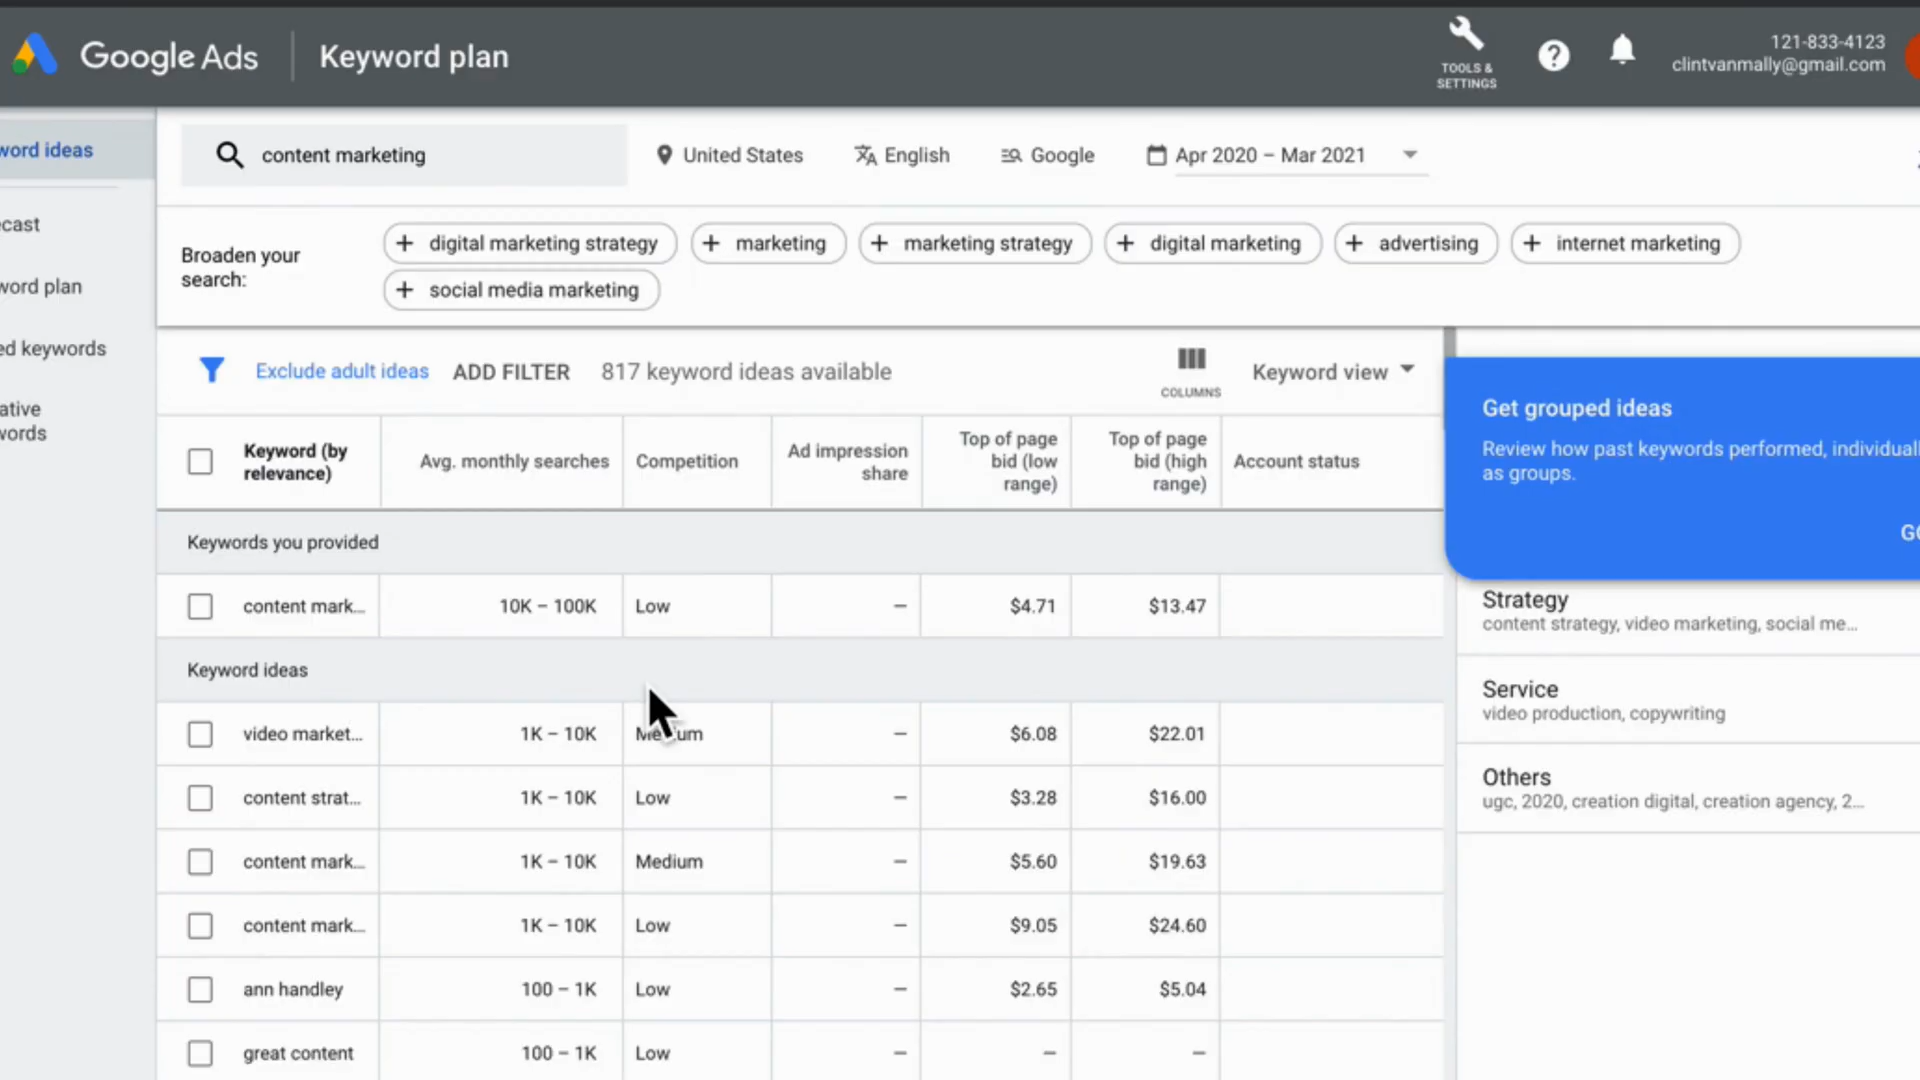 Google Ads
Keyword plan
TOOLS &
SETTINGS
121-833-4123
clintvanmally@gmail.com
word ideas
ecast
word plan
ed keywords
ative
words
content marketing
United States
English
Google
Apr 2020 – Mar 2021
Broaden your
search:
+ digital marketing strategy
+ marketing
+ marketing strategy
+ digital marketing
+ advertising
+ internet marketing
+ social media marketing
Exclude adult ideas
ADD FILTER
817 keyword ideas available
COLUMNS
Keyword view
Keyword (by
relevance)
Avg. monthly searches
Competition
Ad impression
share
Top of page
bid (low
range)
Top of page
bid (high
range)
Account status
Keywords you provided
content mark… 10K – 100K Low – $4.71 $13.47
Keyword ideas
video market… 1K – 10K Medium – $6.08 $22.01
content strat… 1K – 10K Low – $3.28 $16.00
content mark… 1K – 10K Medium – $5.60 $19.63
content mark… 1K – 10K Low – $9.05 $24.60
ann handley 100 – 1K Low – $2.65 $5.04
great content 100 – 1K Low – – –
Get grouped ideas
Review how past keywords performed, individuall
as groups.
GO
Strategy
content strategy, video marketing, social me…
Service
video production, copywriting
Others
ugc, 2020, creation digital, creation agency, 2…